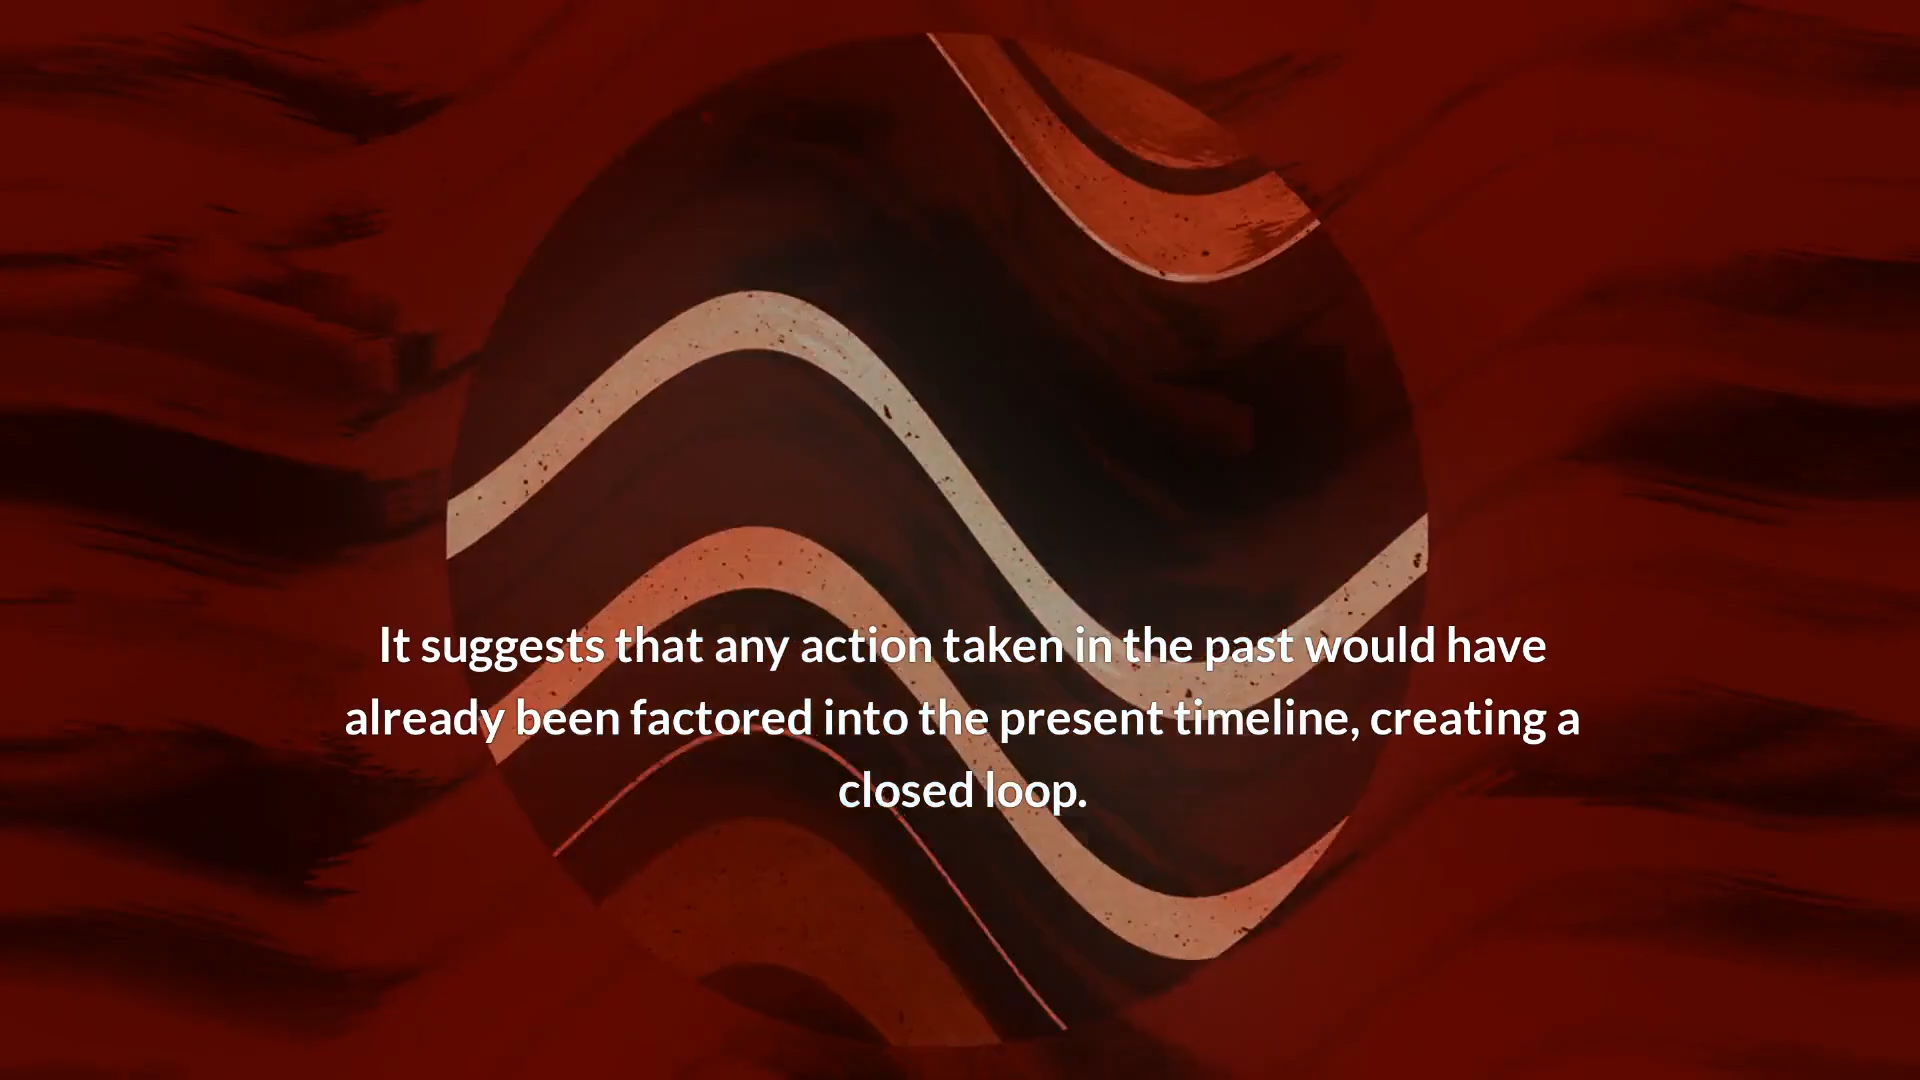 It suggests that any action taken in the past would have
already been factored into the present timeline, creating a
closed loop.